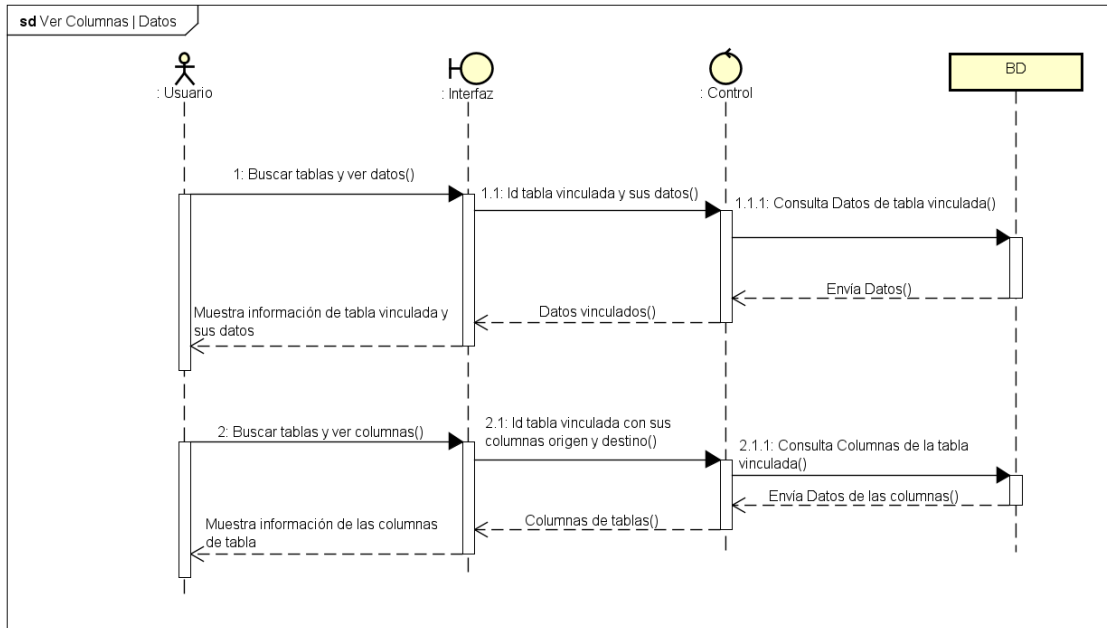 sd Ver Columnas | Datos
: Usuario
: Interfaz
: Control
BD
1: Buscar tablas y ver datos()
1.1: Id tabla vinculada y sus datos()
1.1.1: Consulta Datos de tabla vinculada()
Envía Datos()
Datos vinculados()
Muestra información de tabla vinculada y
sus datos
2: Buscar tablas y ver columnas()
2.1: Id tabla vinculada con sus
columnas origen y destino()
2.1.1: Consulta Columnas de la tabla
vinculada()
Envía Datos de las columnas()
Columnas de tablas()
Muestra información de las columnas
de tabla